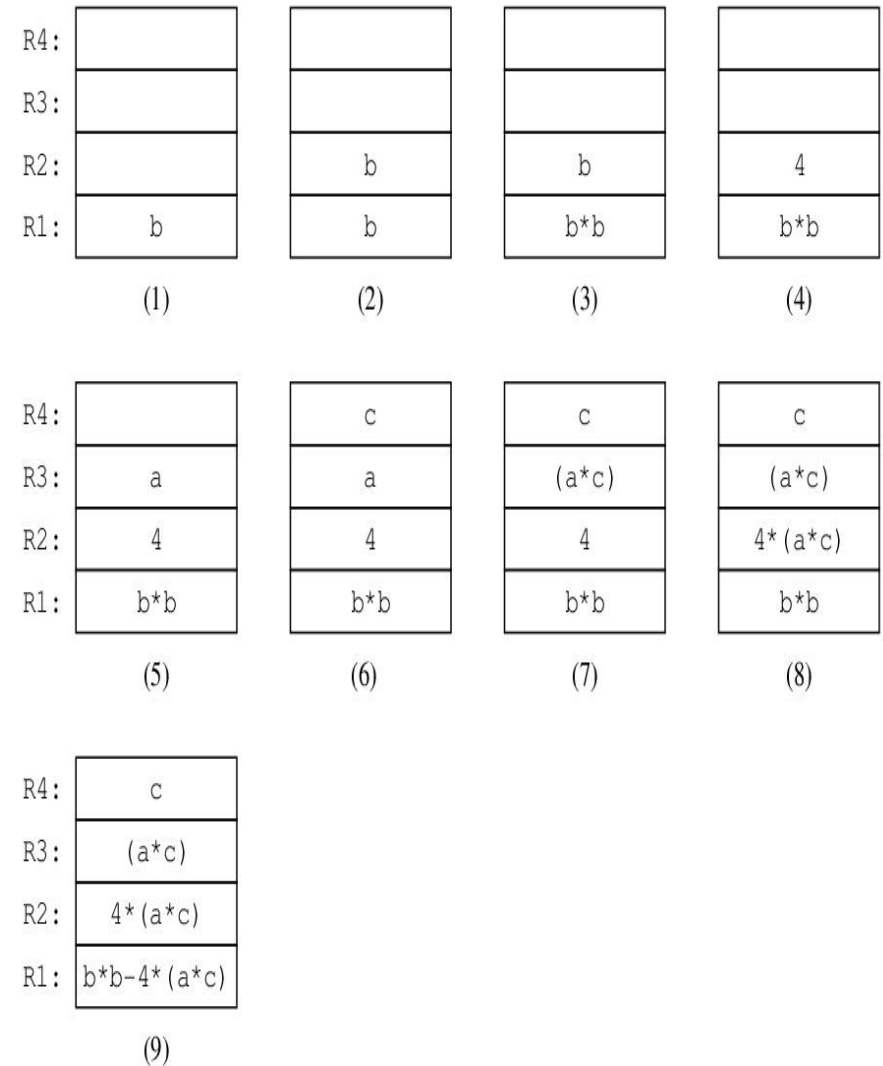 R4:
R3:
R2: b b 4
R1: b b b*b b*b
(1) (2) (3) (4)
R4: c c c
R3: a a (a*c) (a*c)
R2: 4 4 4 4*(a*c)
R1: b*b b*b b*b b*b
(5) (6) (7) (8)
R4: c
R3: (a*c)
R2: 4*(a*c)
R1: b*b-4*(a*c)
(9)